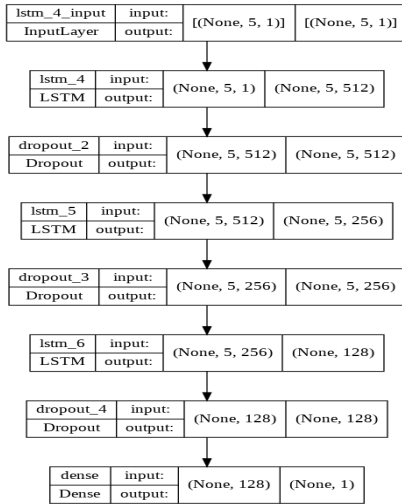 lstm_4_input input: [(None, 5, 1)] [(None, 5, 1)]
InputLayer output:
lstm_4 input: (None, 5, 1) (None, 5, 512)
LSTM output:
dropout_2 input: (None, 5, 512) (None, 5, 512)
Dropout output:
lstm_5 input: (None, 5, 512) (None, 5, 256)
LSTM output:
dropout_3 input: (None, 5, 256) (None, 5, 256)
Dropout output:
lstm_6 input: (None, 5, 256) (None, 128)
LSTM output:
dropout_4 input: (None, 128) (None, 128)
Dropout output:
dense input: (None, 128) (None, 1)
Dense output: